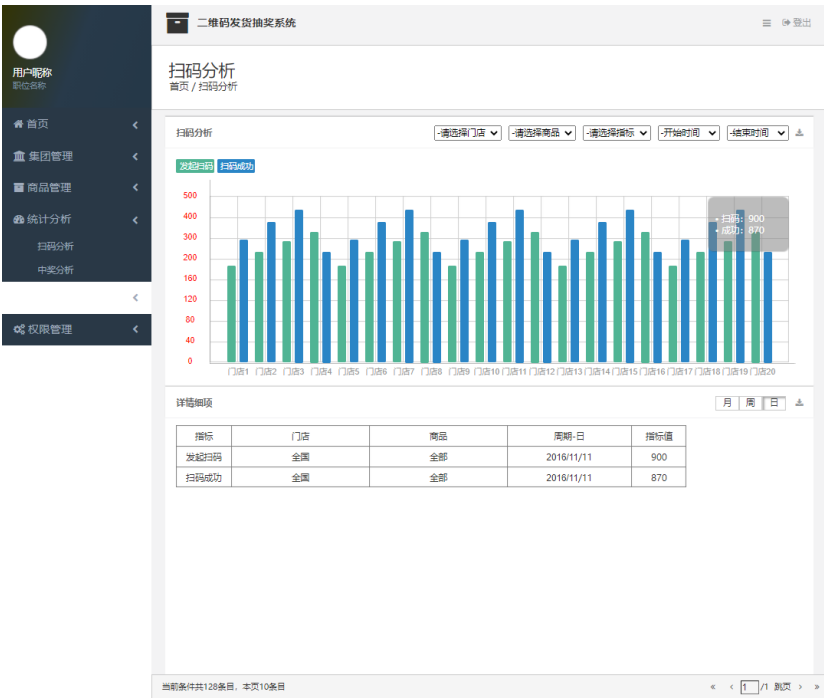 二维码发货抽奖系统
登出
用户昵称
职位名称
扫码分析
首页 / 扫码分析
首页
集团管理
商品管理
统计分析
扫码分析
中奖分析
权限管理
扫码分析 -请选择门店 -请选择商品 -请选择指标 -开始时间 -结束时间
发起扫码 扫码成功
500
400
300
200
160
120
80
40
0
• 扫码：900
• 成功：870
门店1 门店2 门店3 门店4 门店5 门店6 门店7 门店8 门店9 门店10 门店11 门店12 门店13 门店14 门店15 门店16 门店17 门店18 门店19 门店20
详情细项 月 周 日
指标 门店 商品 周期-日 指标值
发起扫码 全国 全部 2016/11/11 900
扫码成功 全国 全部 2016/11/11 870
当前条件共128条目，本页10条目 « ‹ 1 /1 跳页 › »